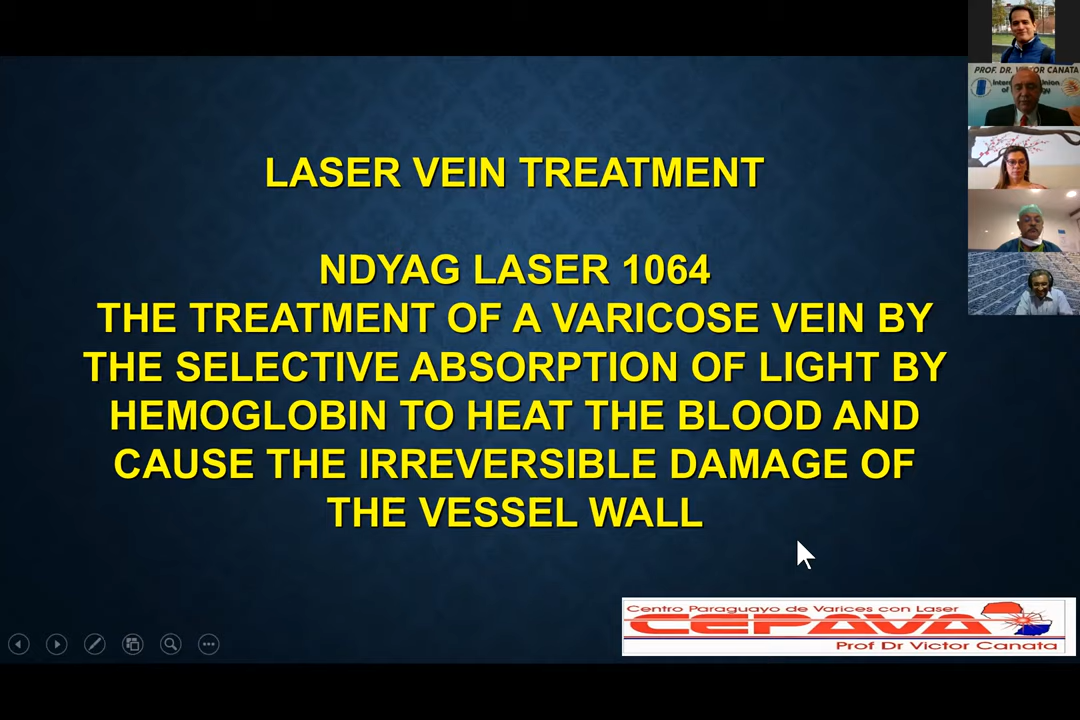 PROF. DR. VICTOR CANATA
LASER VEIN TREATMENT
NDYAG LASER 1064
THE TREATMENT OF A VARICOSE VEIN BY
THE SELECTIVE ABSORPTION OF LIGHT BY
HEMOGLOBIN TO HEAT THE BLOOD AND
CAUSE THE IRREVERSIBLE DAMAGE OF
THE VESSEL WALL
Centro Paraguayo de Varices con Laser
CEPAVA
Prof Dr Victor Canata